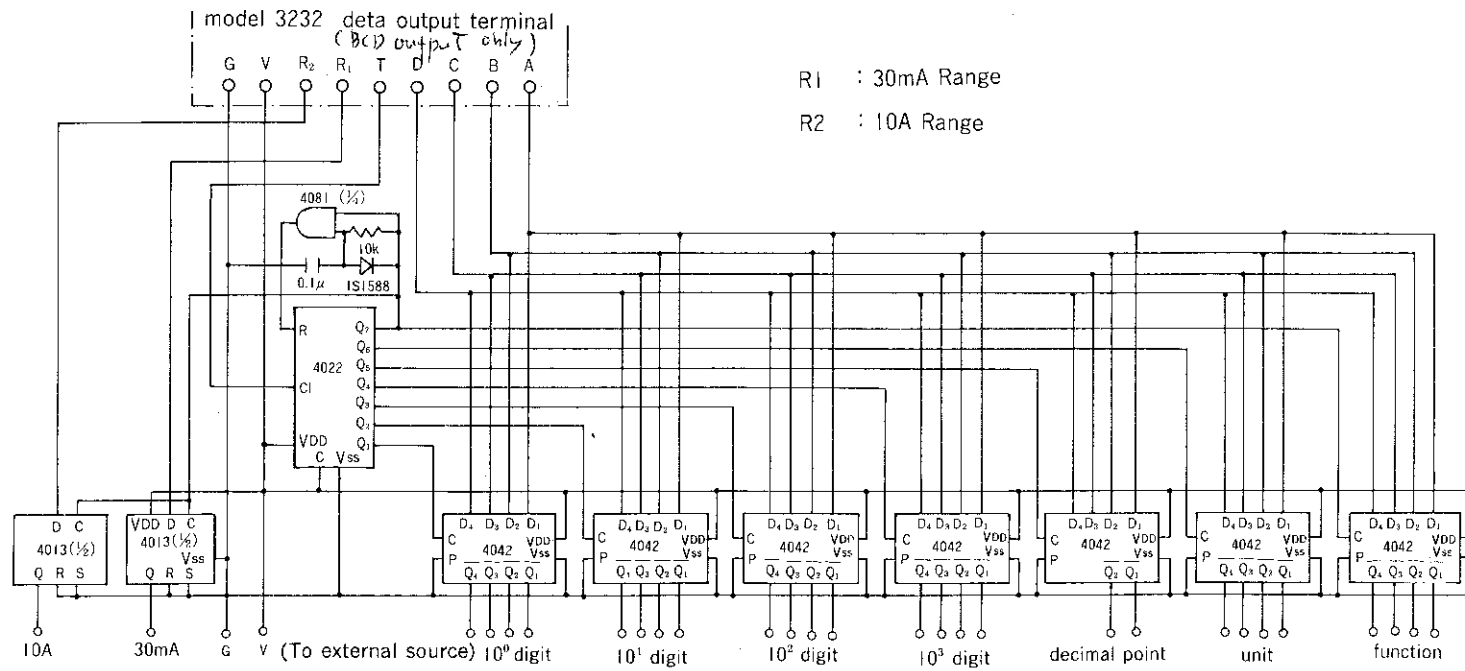 model 3232 deta output terminal
(BCD output only)
G V R2 R1 T D C B A
R1 : 30mA Range
R2 : 10A Range
4081 (¼)
10k
0.1μ 1S1588
R Q7
Q6
4022 Q5
CI Q4
Q3
Q2
VDD Q1
C VSS
D C
4013(½)
Q R S
VDD D C
4013(½)
VSS
Q R S
D4 D3 D2 D1
C VDD
P 4042 VSS
Q4 Q3 Q2 Q1
D4 D3 D2 D1
C VDD
P 4042 VSS
Q1 Q3 Q2 Q1
D4 D3 D2 D1
C VDD
P 4042 VSS
Q4 Q3 Q2 Q1
D4 D3 D2 D1
C VDD
P 4042 VSS
Q4 Q3 Q2 Q1
D4 D3 D2 D1
C VDD
P 4042 VSS
Q2 Q1
D4 D3 D2 D1
C VDD
P 4042 VSS
Q4 Q3 Q2 Q1
D4 D3 D2 D1
C VDD
P 4042 VSS
Q4 Q3 Q2 Q1
10A 30mA G V (To external source) 10⁰ digit 10¹ digit 10² digit 10³ digit decimal point unit function